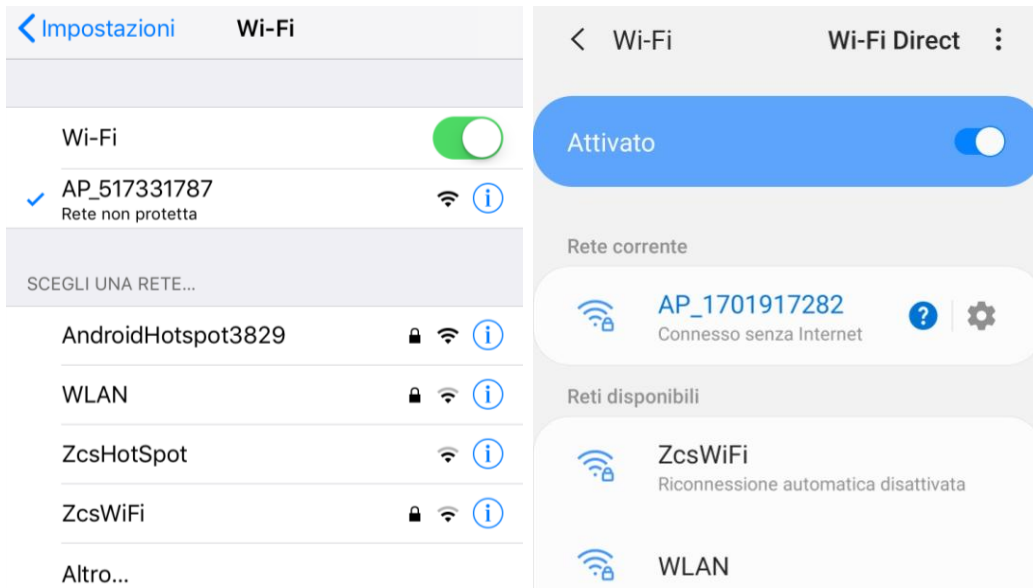 Impostazioni
Wi-Fi
Wi-Fi
AP_517331787
Rete non protetta
SCEGLI UNA RETE...
AndroidHotspot3829
WLAN
ZcsHotSpot
ZcsWiFi
Altro...
Wi-Fi
Wi-Fi Direct
Attivato
Rete corrente
AP_1701917282
Connesso senza Internet
Reti disponibili
ZcsWiFi
Riconnessione automatica disattivata
WLAN